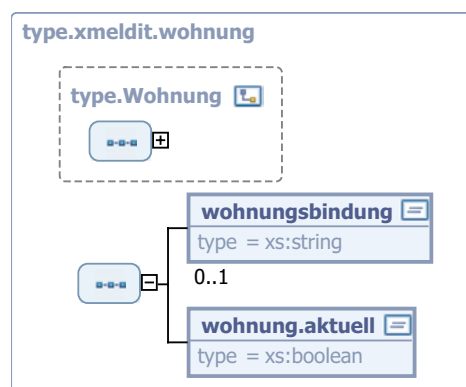 type.xmeldit.wohnung
type.Wohnung
wohnungsbindung
type = xs:string
0..1
wohnung.aktuell
type = xs:boolean